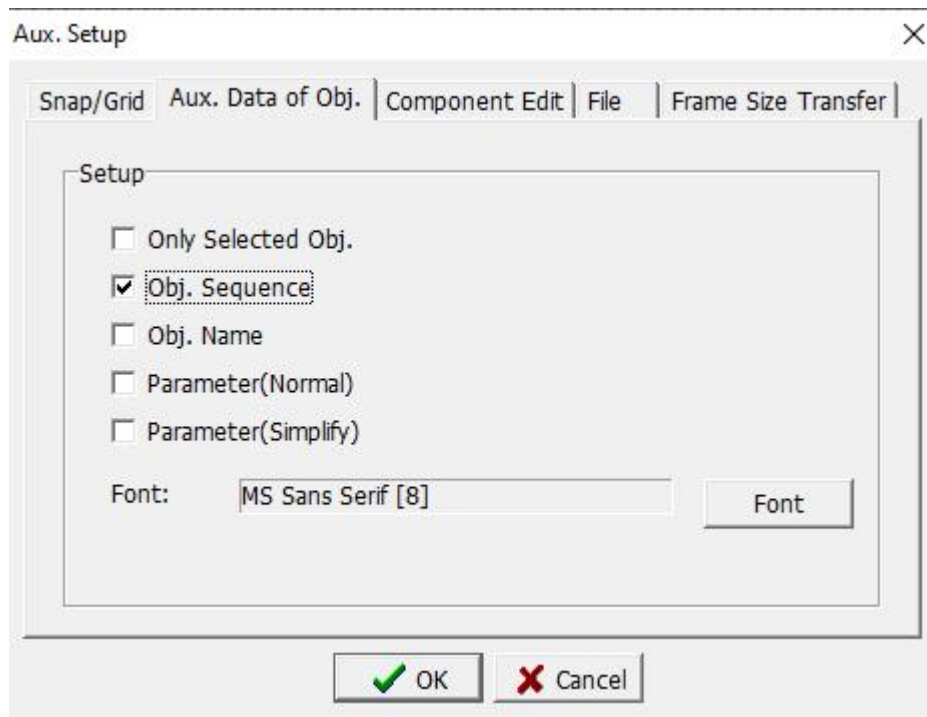 Aux. Setup
Snap/Grid Aux. Data of Obj. Component Edit File Frame Size Transfer
Setup
Only Selected Obj.
Obj. Sequence
Obj. Name
Parameter(Normal)
Parameter(Simplify)
Font: MS Sans Serif [8] Font
OK Cancel